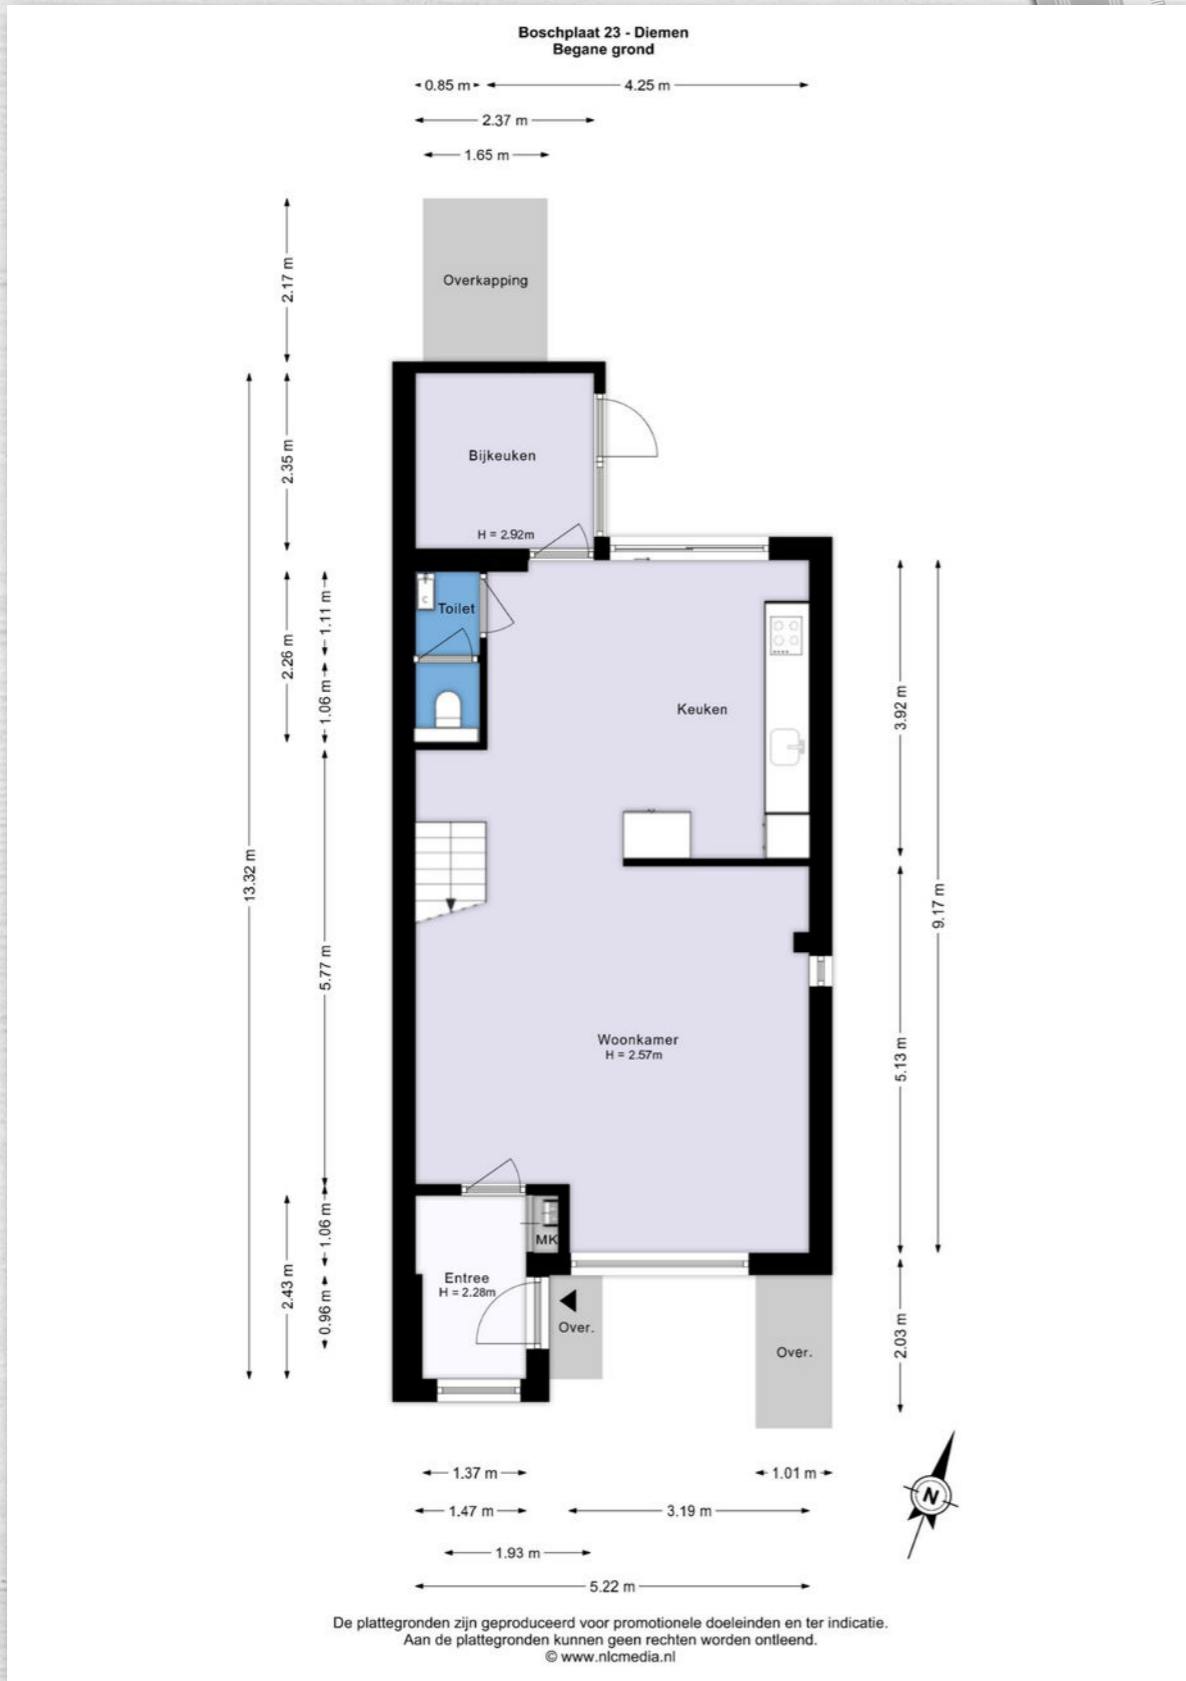 Boschplaat 23 - Diemen
Begane grond
0.85 m
4.25 m
2.37 m
1.65 m
2.17 m
Overkapping
2.35 m
Bijkeuken
H = 2.92m
13.32 m
2.26 m
1.11 m
1.06 m
Toilet
C
Keuken
3.92 m
9.17 m
5.77 m
Woonkamer
H = 2.57m
5.13 m
2.43 m
1.06 m
0.96 m
MK
Entree
H = 2.28m
Over.
Over.
2.03 m
1.37 m
1.01 m
1.47 m
3.19 m
1.93 m
5.22 m
N
De plattegronden zijn geproduceerd voor promotionele doeleinden en ter indicatie.
Aan de plattegronden kunnen geen rechten worden ontleend.
© www.nlcmedia.nl